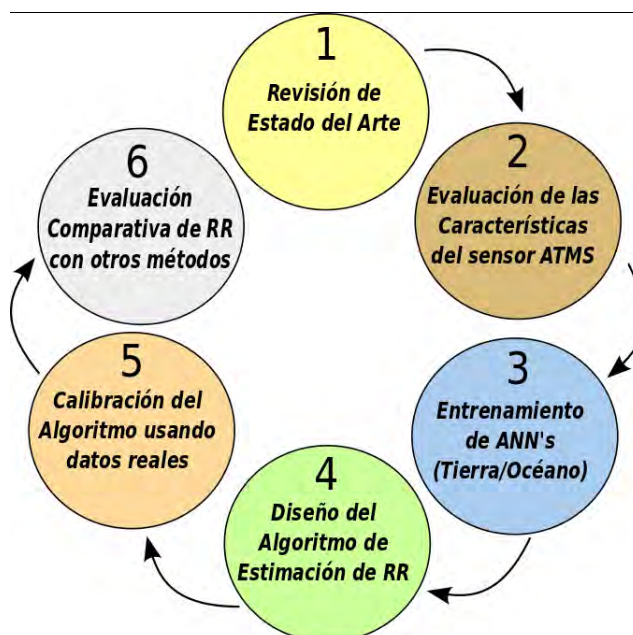 1
Revisión de
Estado del Arte
2
Evaluación de las
Características
del sensor ATMS
3
Entrenamiento
de ANN's
(Tierra/Océano)
4
Diseño del
Algoritmo de
Estimación de RR
5
Calibración del
Algoritmo usando
datos reales
6
Evaluación
Comparativa de RR
con otros métodos